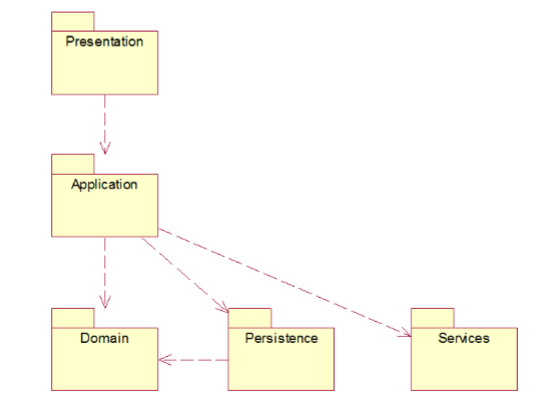 Presentation
Application
Domain
Persistence
Services